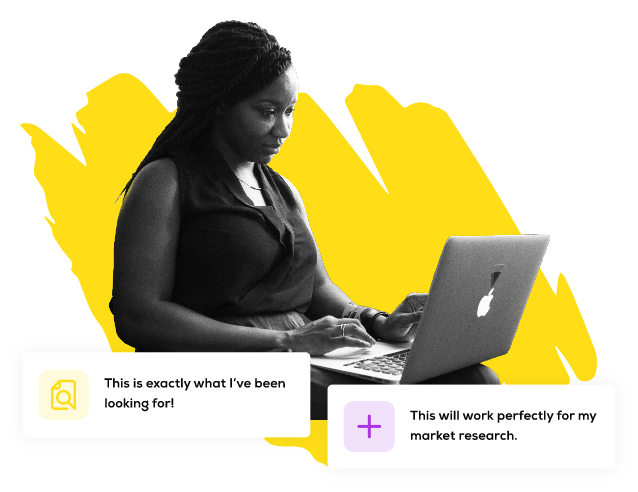 This is exactly what I've been
looking for!
This will work perfectly for my
market research.